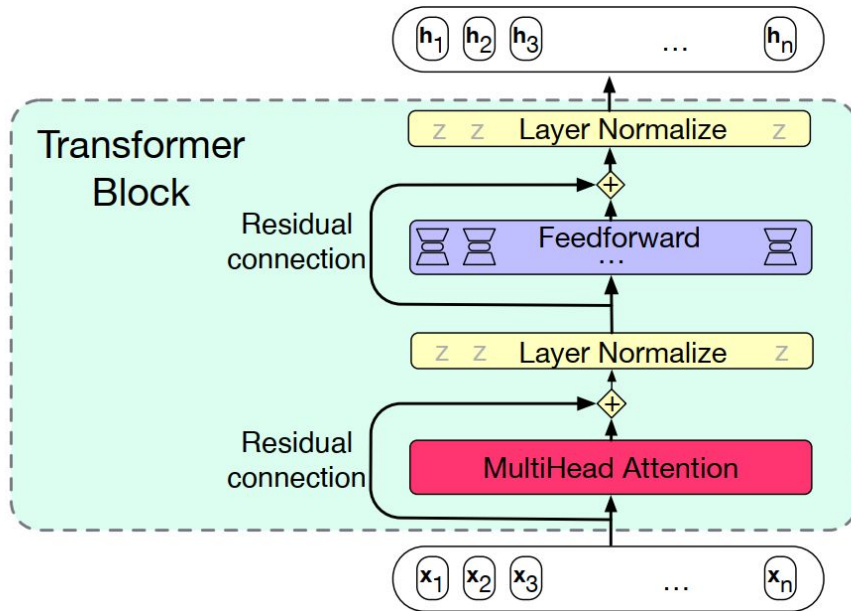 h1 h2 h3 ... hn
Transformer
Block
z z Layer Normalize z
+
Residual
connection
Feedforward
...
z z Layer Normalize z
+
Residual
connection
MultiHead Attention
x1 x2 x3 ... xn